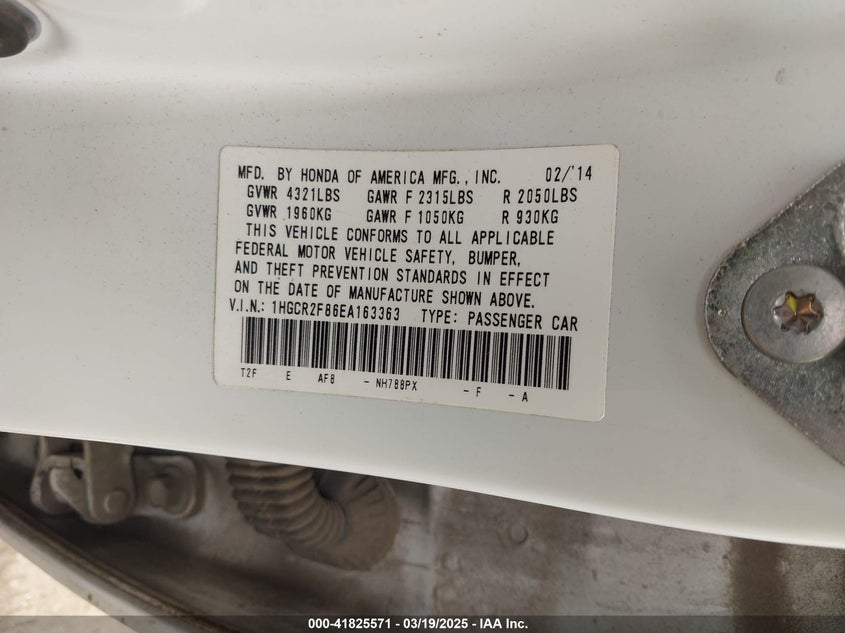 MFD. BY HONDA OF AMERICA MFG., INC. 02/'14
GVWR 4321LBS GAWR F 2315LBS R 2050LBS
GVWR 1960KG GAWR F 1050KG R 930KG
THIS VEHICLE CONFORMS TO ALL APPLICABLE
FEDERAL MOTOR VEHICLE SAFETY, BUMPER,
AND THEFT PREVENTION STANDARDS IN EFFECT
ON THE DATE OF MANUFACTURE SHOWN ABOVE.
V.I.N.: 1HGCR2F86EA163363 TYPE: PASSENGER CAR
T2F E AF8 - NH788PX - F - A
000-41825571 - 03/19/2025 - IAA Inc.